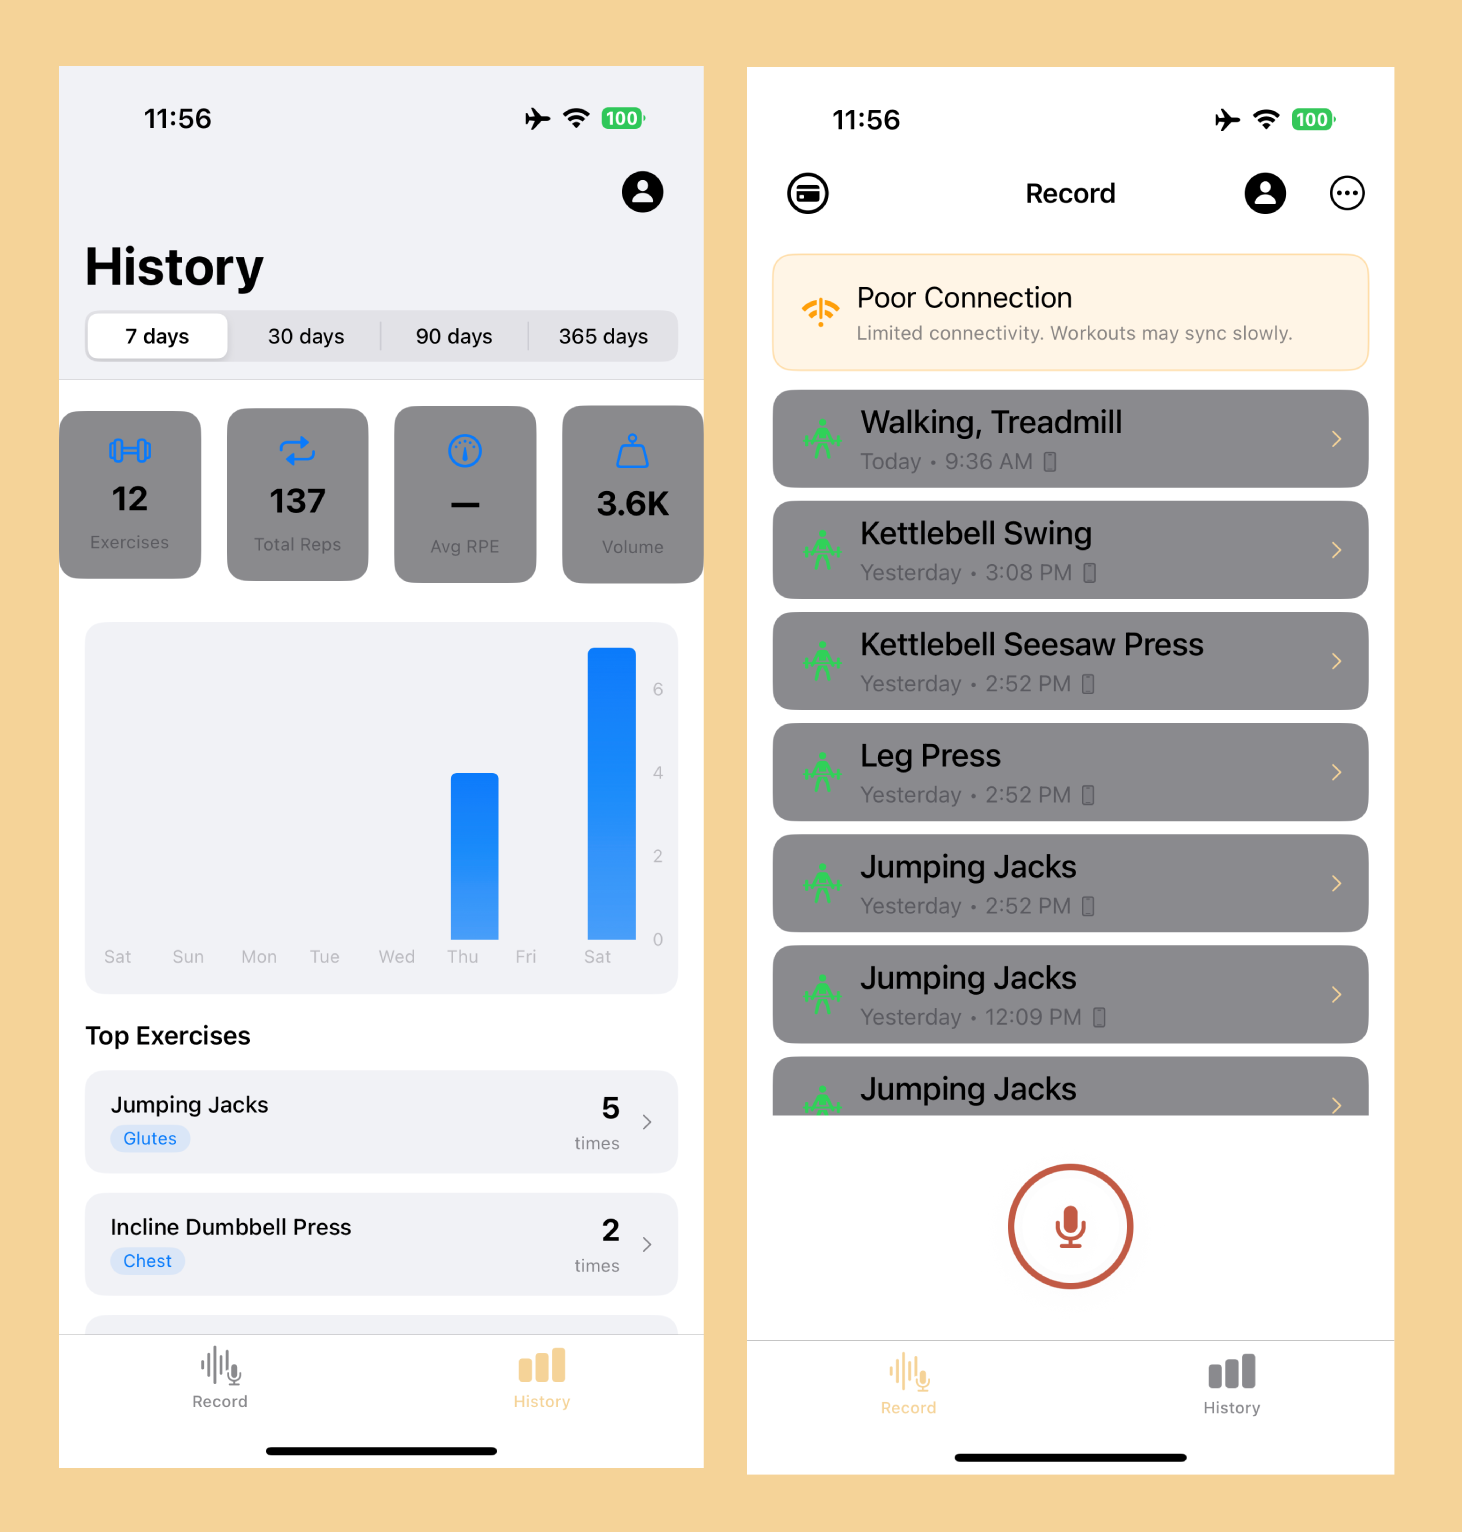 11:56
100
History
7 days 30 days 90 days 365 days
12
Exercises
137
Total Reps
—
Avg RPE
3.6K
Volume
6
4
2
0
Sat Sun Mon Tue Wed Thu Fri Sat
Top Exercises
Jumping Jacks
Glutes
5
times
Incline Dumbbell Press
Chest
2
times
Record History
11:56
100
Record
Poor Connection
Limited connectivity. Workouts may sync slowly.
Walking, Treadmill
Today • 9:36 AM
Kettlebell Swing
Yesterday • 3:08 PM
Kettlebell Seesaw Press
Yesterday • 2:52 PM
Leg Press
Yesterday • 2:52 PM
Jumping Jacks
Yesterday • 2:52 PM
Jumping Jacks
Yesterday • 12:09 PM
Jumping Jacks
Record History